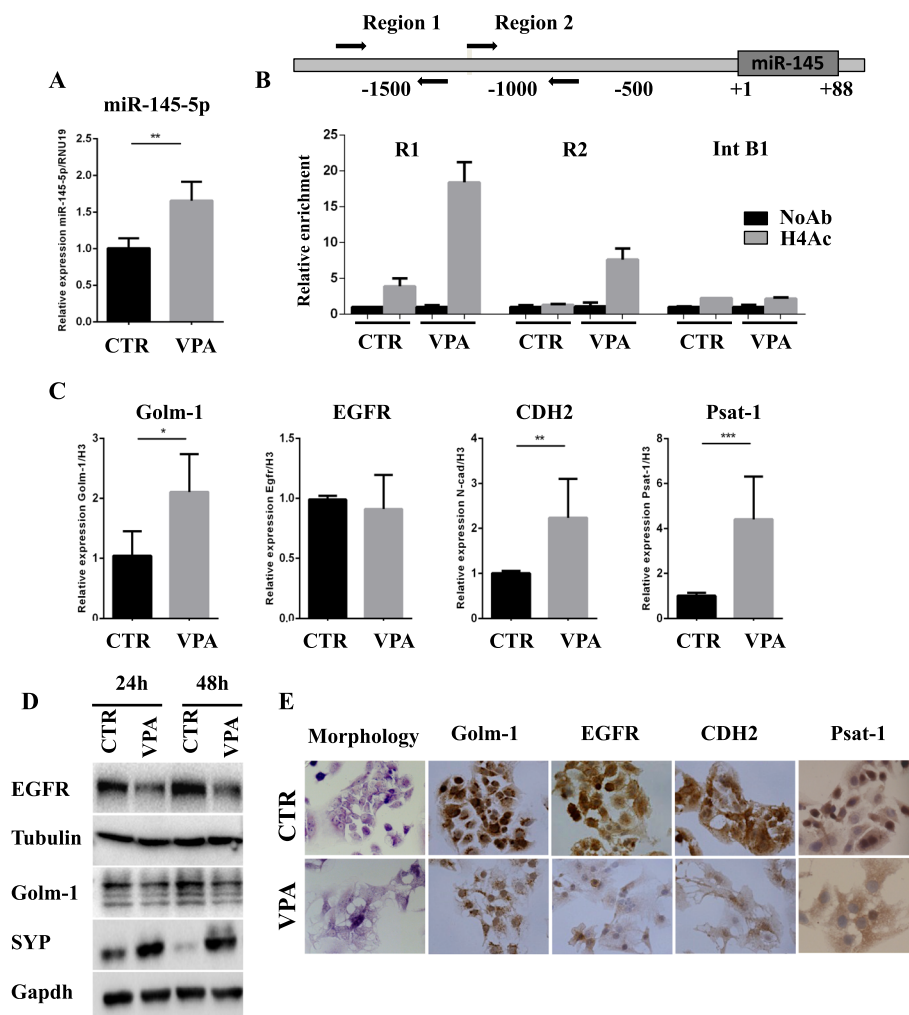 Region 1 Region 2
miR-145
-1500 -1000 -500 +1 +88
A
B
miR-145-5p
Relative expression miR-145-5p/RNU19
2.5
2.0
1.5
1.0
0.5
0.0
**
CTR VPA
Relative enrichment
25
20
15
10
5
0
R1 R2 Int B1
NoAb
H4Ac
CTR VPA CTR VPA CTR VPA
C
Golm-1
Relative expression Golm-1/H3
3
2
1
0
*
CTR VPA
EGFR
Relative expression Egfr/H3
1.5
1.0
0.5
0.0
CTR VPA
CDH2
Relative expression N-cad/H3
4
3
2
1
0
**
CTR VPA
Psat-1
Relative expression Psat-1/H3
8
6
4
2
0
***
CTR VPA
D
24h 48h
CTR VPA CTR VPA
EGFR
Tubulin
Golm-1
SYP
Gapdh
E
Morphology Golm-1 EGFR CDH2 Psat-1
CTR
VPA